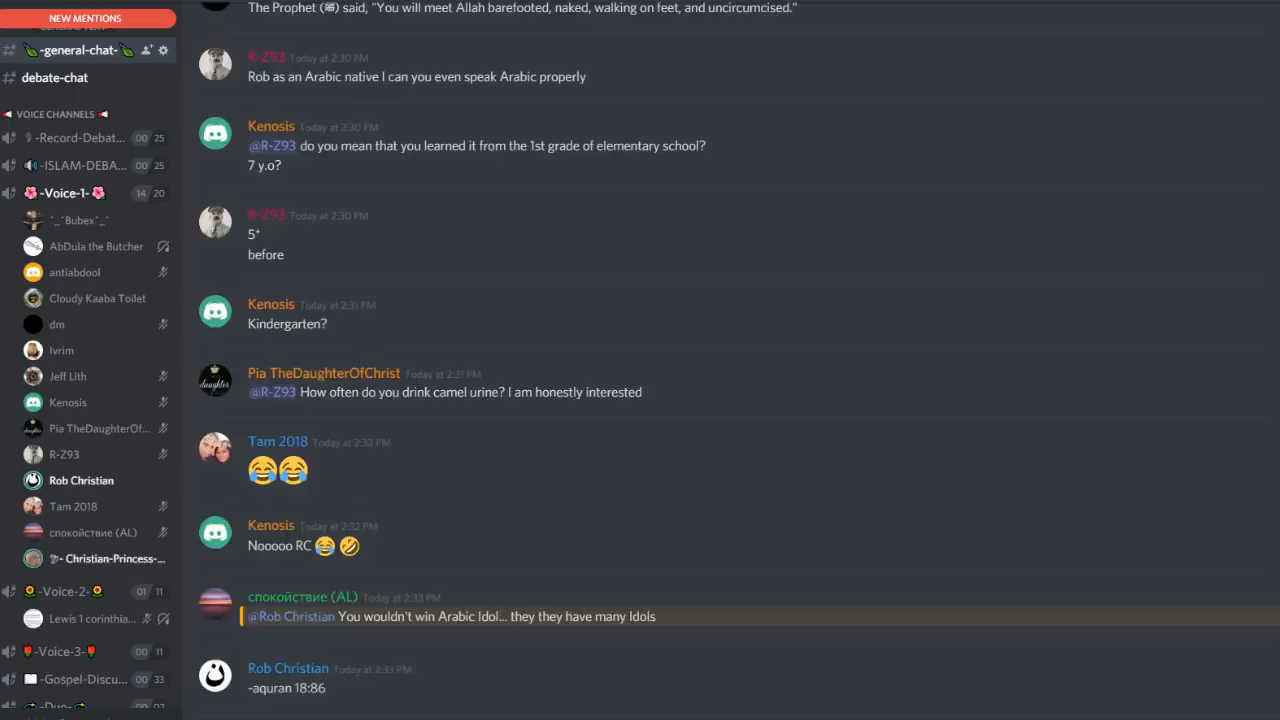 NEW MENTIONS
-general-chat-
debate-chat
VOICE CHANNELS
-Record-Debat... 00 25
-ISLAM-DEBA... 00 25
-Voice-1- 14 20
^_^Bubex^_^
AbDula the Butcher
antiabdool
Cloudy Kaaba Toilet
dm
Ivrim
Jeff Lith
Kenosis
Pia TheDaughterOf...
R-Z93
Rob Christian
Tam 2018
спокойствие (AL)
- Christian-Princess-...
-Voice-2- 01 11
Lewis 1 corinthia...
-Voice-3- 00 11
-Gospel-Discu... 00 33
-Duo- 00 02
The Prophet (ﷺ) said, "You will meet Allah barefooted, naked, walking on feet, and uncircumcised."
R-Z93 Today at 2:30 PM
Rob as an Arabic native I can you even speak Arabic properly
Kenosis Today at 2:30 PM
@R-Z93 do you mean that you learned it from the 1st grade of elementary school?
7 y.o?
R-Z93 Today at 2:30 PM
5*
before
Kenosis Today at 2:31 PM
Kindergarten?
Pia TheDaughterOfChrist Today at 2:31 PM
daughter
@R-Z93 How often do you drink camel urine? I am honestly interested
Tam 2018 Today at 2:32 PM
😂😂
Kenosis Today at 2:32 PM
Nooooo RC 😂 🤣
спокойствие (AL) Today at 2:33 PM
@Rob Christian You wouldn't win Arabic Idol... they they have many Idols
Rob Christian Today at 2:33 PM
-aquran 18:86